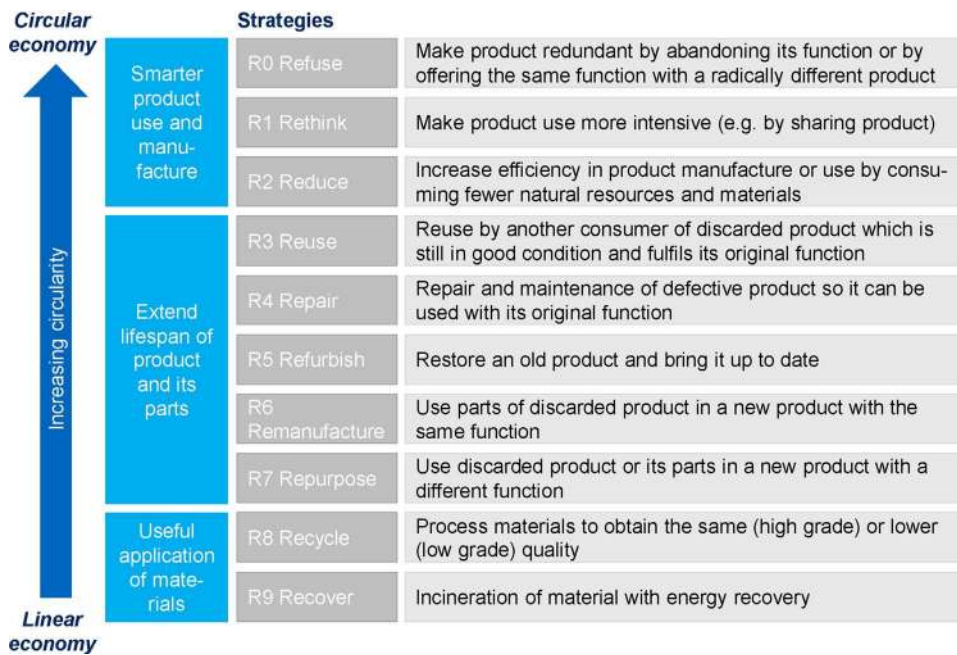 Circular
economy
Strategies
Smarter
product
use and
manu-
facture
R0 Refuse
Make product redundant by abandoning its function or by
offering the same function with a radically different product
R1 Rethink
Make product use more intensive (e.g. by sharing product)
R2 Reduce
Increase efficiency in product manufacture or use by consu-
ming fewer natural resources and materials
Increasing circularity
Extend
lifespan of
product
and its
parts
R3 Reuse
Reuse by another consumer of discarded product which is
still in good condition and fulfils its original function
R4 Repair
Repair and maintenance of defective product so it can be
used with its original function
R5 Refurbish
Restore an old product and bring it up to date
R6
Remanufacture
Use parts of discarded product in a new product with the
same function
R7 Repurpose
Use discarded product or its parts in a new product with a
different function
Useful
application
of mate-
rials
R8 Recycle
Process materials to obtain the same (high grade) or lower
(low grade) quality
R9 Recover
Incineration of material with energy recovery
Linear
economy